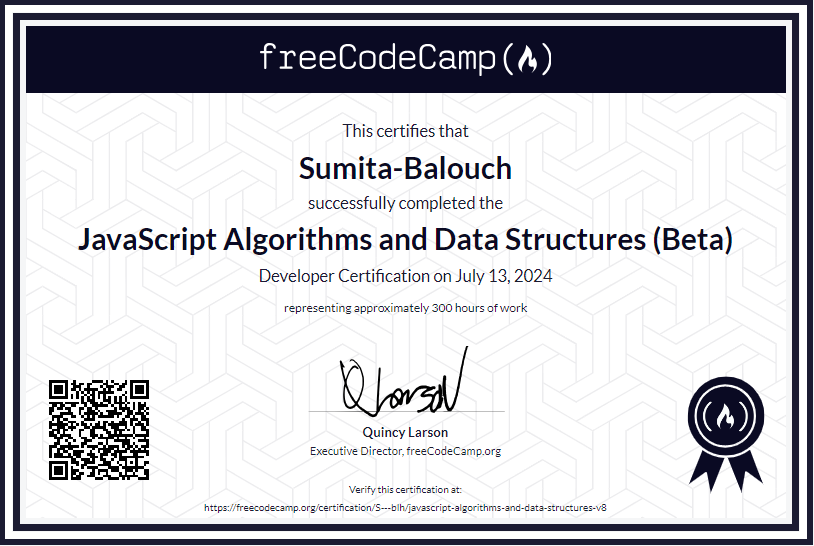 freeCodeCamp
This certifies that
Sumita-Balouch
successfully completed the
JavaScript Algorithms and Data Structures (Beta)
Developer Certification on July 13, 2024
representing approximately 300 hours of work
Q Larson
Quincy Larson
Executive Director, freeCodeCamp.org
Verify this certification at:
https://freecodecamp.org/certification/S---blh/javascript-algorithms-and-data-structures-v8